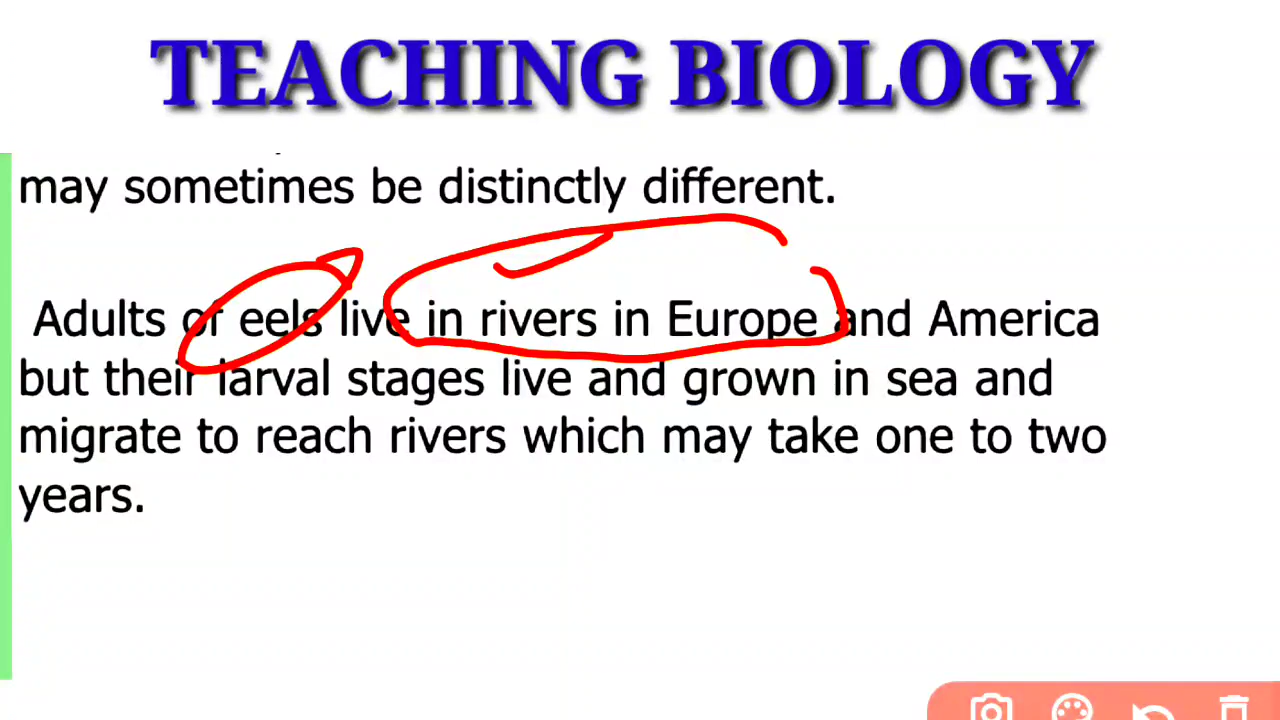 TEACHING BIOLOGY
may sometimes be distinctly different.
Adults of eels live in rivers in Europe and America
but their larval stages live and grown in sea and
migrate to reach rivers which may take one to two
years.